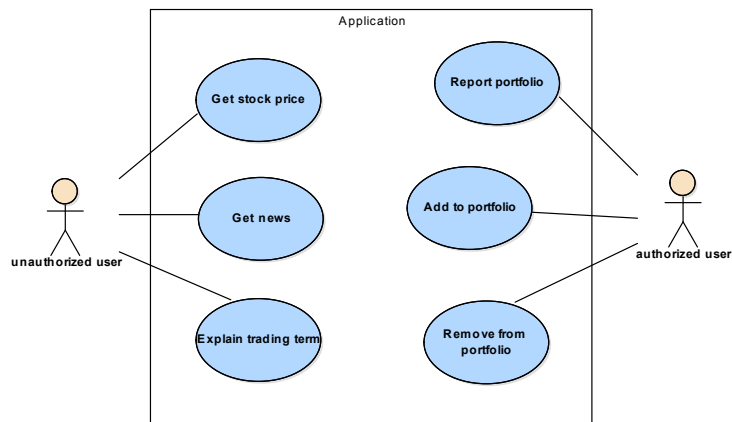 Application
Get stock price
Report portfolio
Get news
Add to portfolio
unauthorized user
authorized user
Explain trading term
Remove from
portfolio